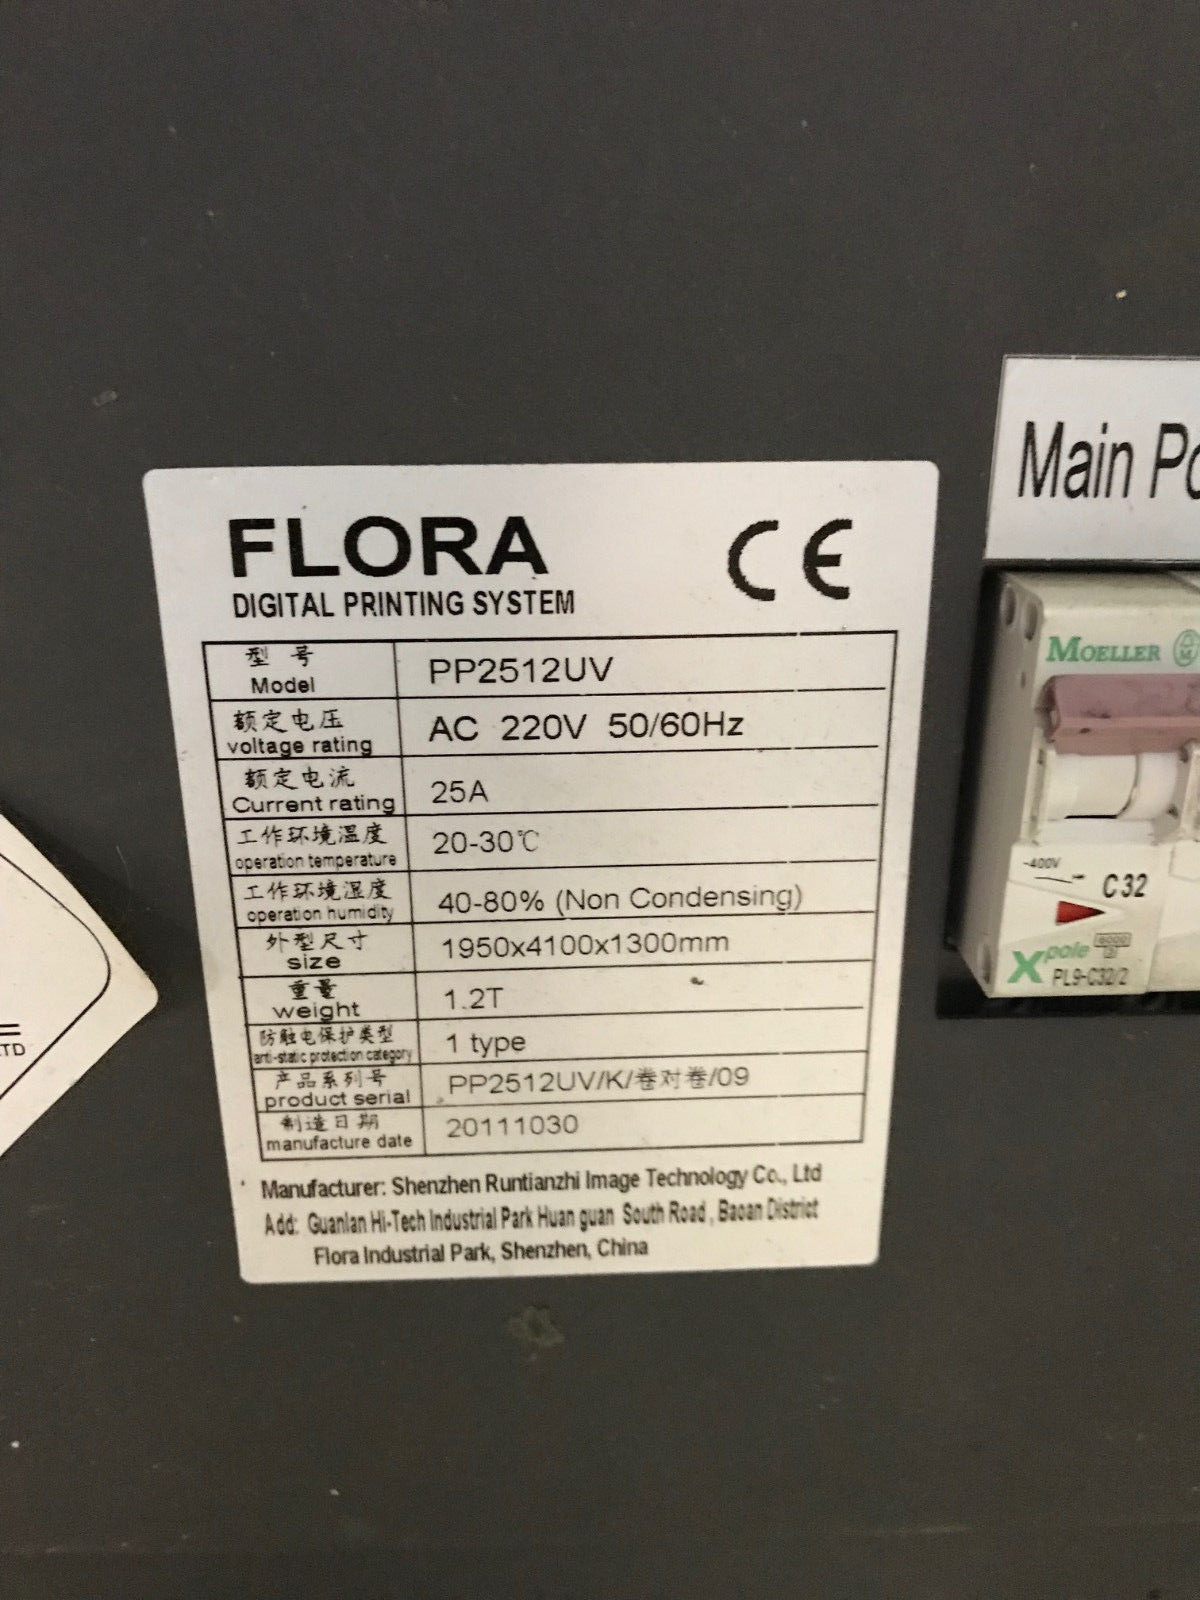 FLORA
DIGITAL PRINTING SYSTEM
CE
型 号
Model
PP2512UV
额定电压
voltage rating
AC 220V 50/60Hz
额定电流
Current rating
25A
工作环境温度
operation temperature
20-30℃
工作环境湿度
operation humidity
40-80% (Non Condensing)
外型尺寸
size
1950x4100x1300mm
重量
weight
1.2T
防触电保护类型
anti-static protection category
1 type
产品系列号
product serial
PP2512UV/K/卷对卷/09
制造日期
manufacture date
20111030
Manufacturer: Shenzhen Runtianzhi Image Technology Co., Ltd
Add: Guanlan Hi-Tech Industrial Park Huan guan South Road, Baoan District
Flora Industrial Park, Shenzhen, China
Main Po
MOELLER
~400V
C32
6000
3
Xpole
PL9-C32/2
TD